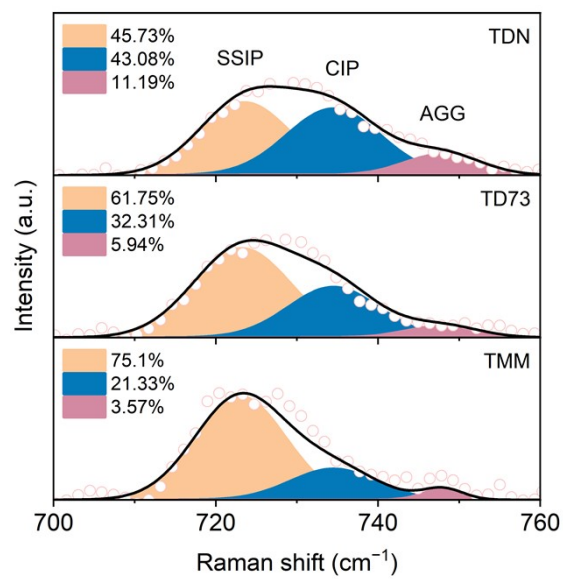 45.73%
43.08%
11.19%
SSIP
CIP
AGG
TDN
61.75%
32.31%
5.94%
TD73
75.1%
21.33%
3.57%
TMM
Intensity (a.u.)
700 720 740 760
Raman shift (cm⁻¹)